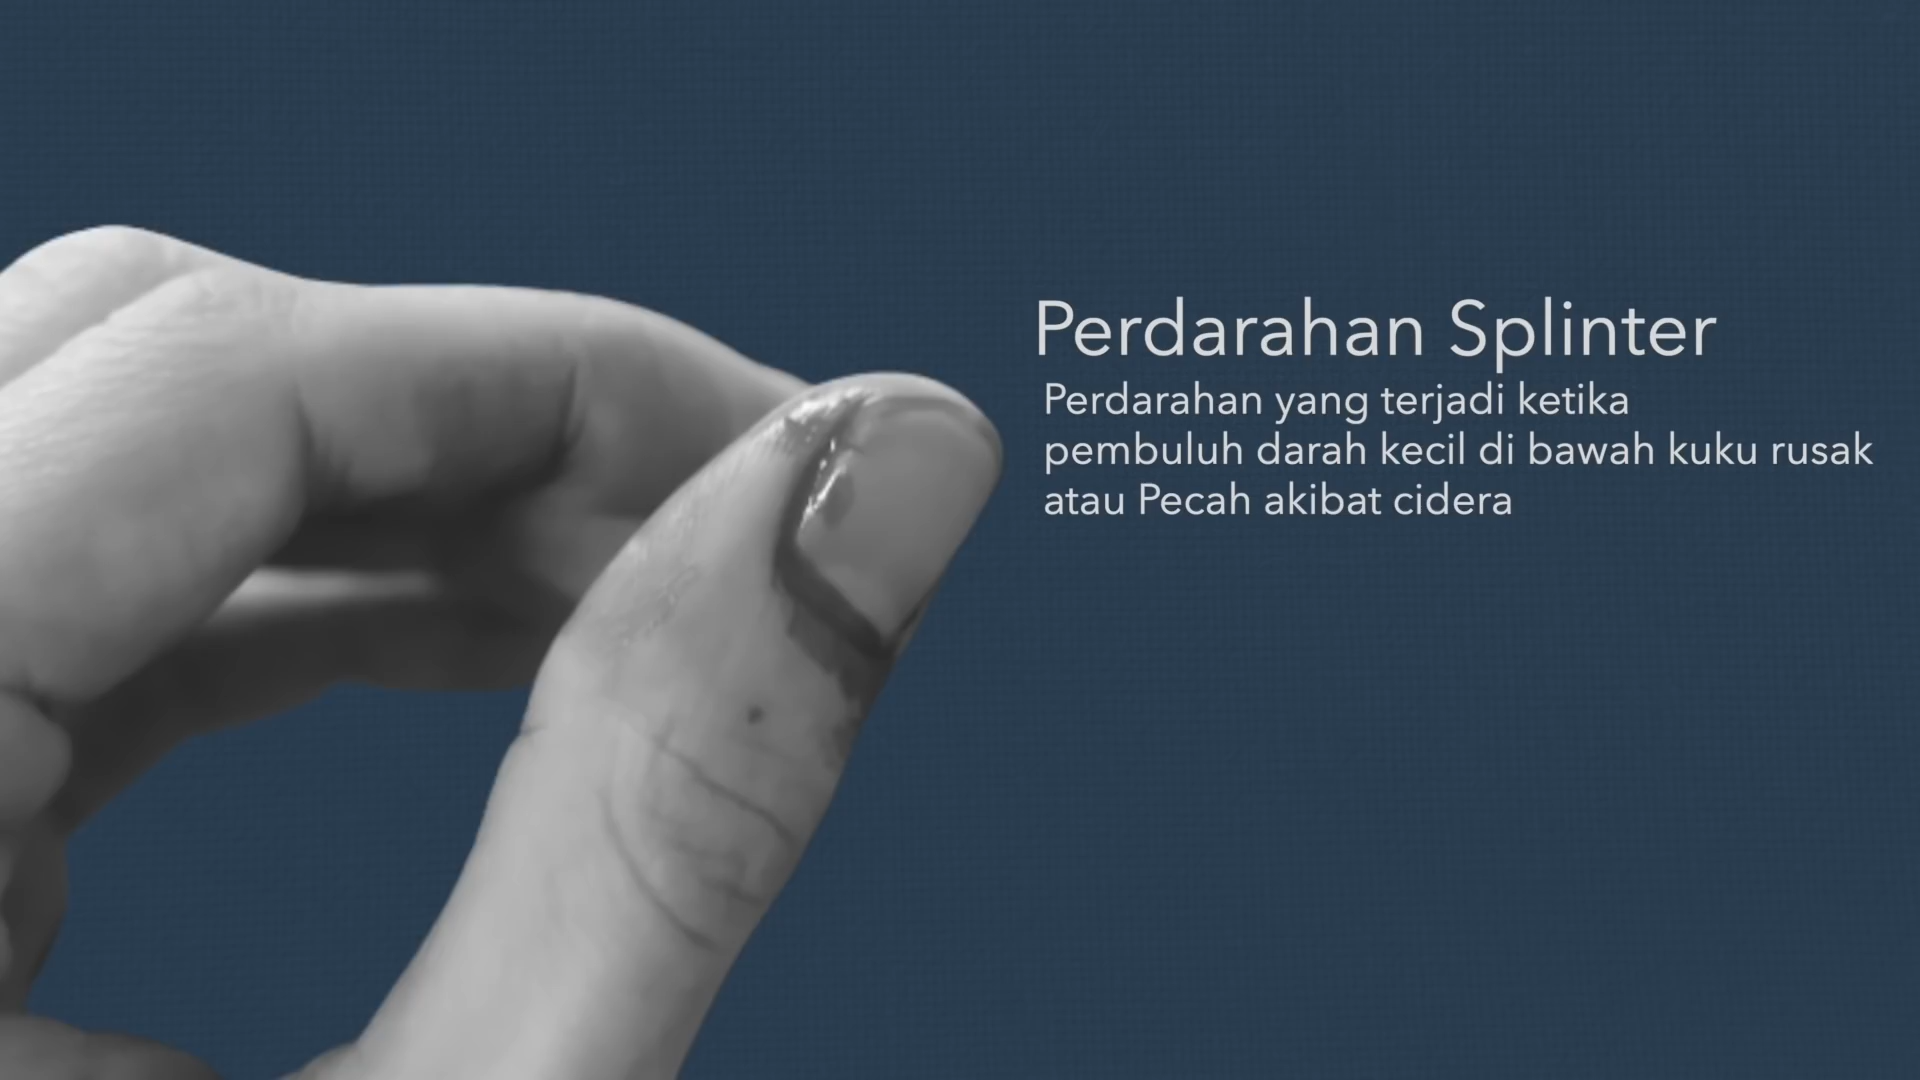 Perdarahan Splinter
Perdarahan yang terjadi ketika
pembuluh darah kecil di bawah kuku rusak
atau Pecah akibat cidera